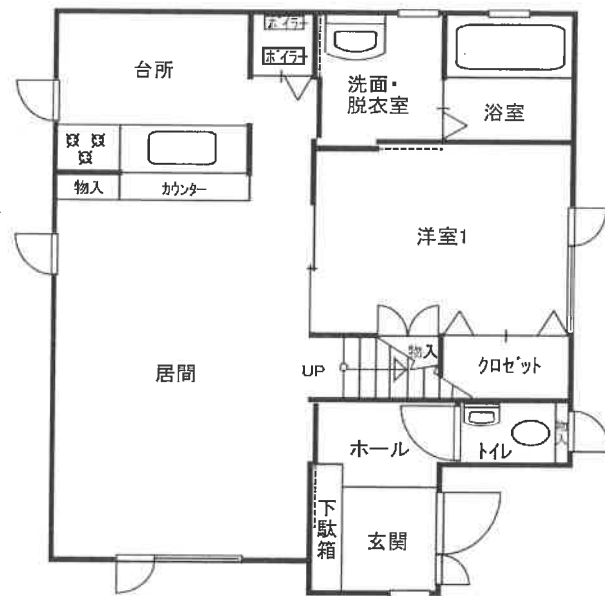 ボイラー
ボイラー
台所
洗面・
脱衣室
浴室
物入
カウンター
洋室1
物入
居間
UP
クロゼット
ホール
トイレ
物入
下駄箱
玄関